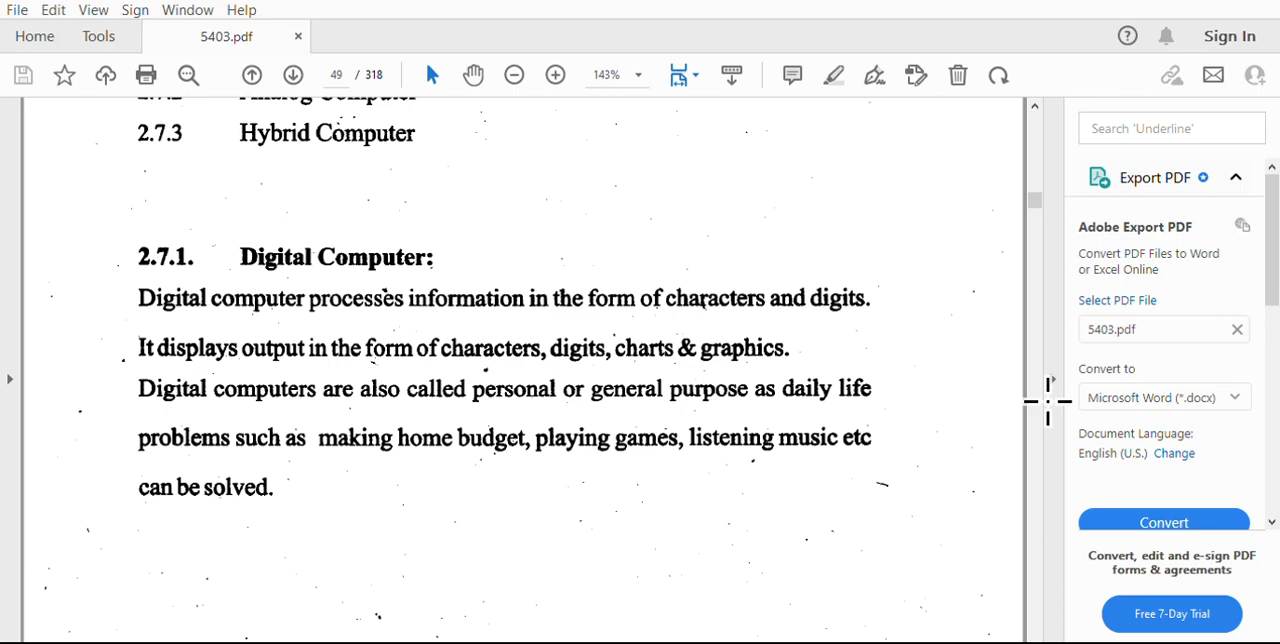 File Edit View Sign Window Help
Home Tools 5403.pdf × Sign In
49 / 318 143%
2.7.2 Analog Computer
2.7.3 Hybrid Computer
2.7.1. Digital Computer:
Digital computer processes information in the form of characters and digits.
It displays output in the form of characters, digits, charts & graphics.
Digital computers are also called personal or general purpose as daily life
problems such as making home budget, playing games, listening music etc
can be solved.
Search 'Underline'
Export PDF
Adobe Export PDF
Convert PDF Files to Word
or Excel Online
Select PDF File
5403.pdf
Convert to
Microsoft Word (*.docx)
Document Language:
English (U.S.) Change
Convert
Convert, edit and e-sign PDF
forms & agreements
Free 7-Day Trial